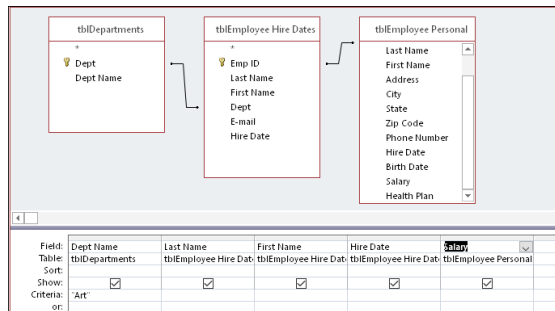 tblDepartments
*
Dept
Dept Name
tblEmployee Hire Dates
*
Emp ID
Last Name
First Name
Dept
E-mail
Hire Date
tblEmployee Personal
Last Name
First Name
Address
City
State
Zip Code
Phone Number
Hire Date
Birth Date
Salary
Health Plan
Field: Dept Name Last Name First Name Hire Date Salary
Table: tblDepartments tblEmployee Hire Dat tblEmployee Hire Dat tblEmployee Hire Dat tblEmployee Personal
Sort:
Show:
Criteria: "Art"
or: